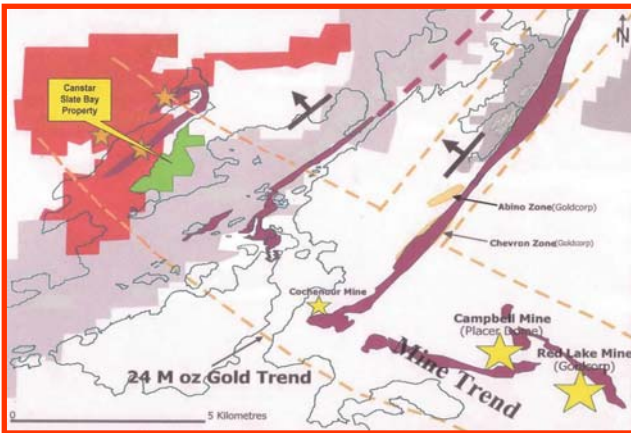 N
Canstar
Slate Bay
Property
Abino Zone(Goldcorp)
Chevron Zone(Goldcorp)
Cochenour Mine
Campbell Mine
(Placer Dome)
Red Lake Mine
(Goldcorp)
Mine Trend
24 M oz Gold Trend
0 5 Kilometres